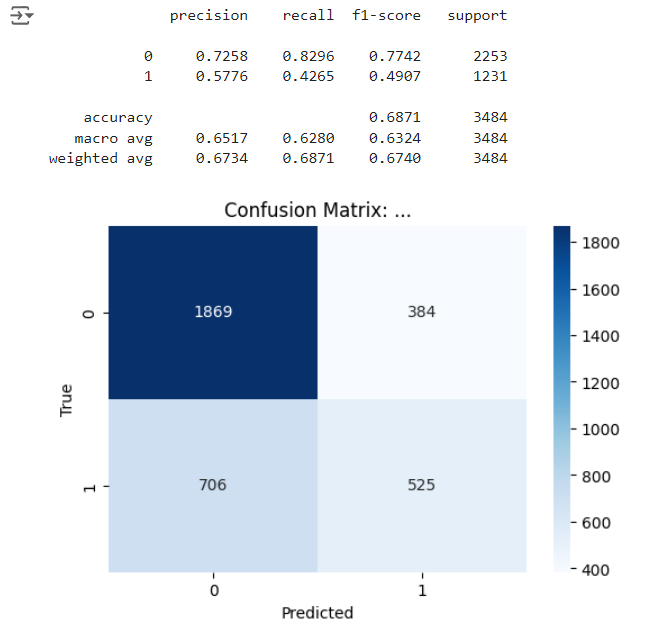 precision recall f1-score support
0 0.7258 0.8296 0.7742 2253
1 0.5776 0.4265 0.4907 1231
accuracy 0.6871 3484
macro avg 0.6517 0.6280 0.6324 3484
weighted avg 0.6734 0.6871 0.6740 3484
Confusion Matrix: ...
1800
1600
1400
1200
1000
800
600
400
0
1869 384
True
1
706 525
0 1
Predicted